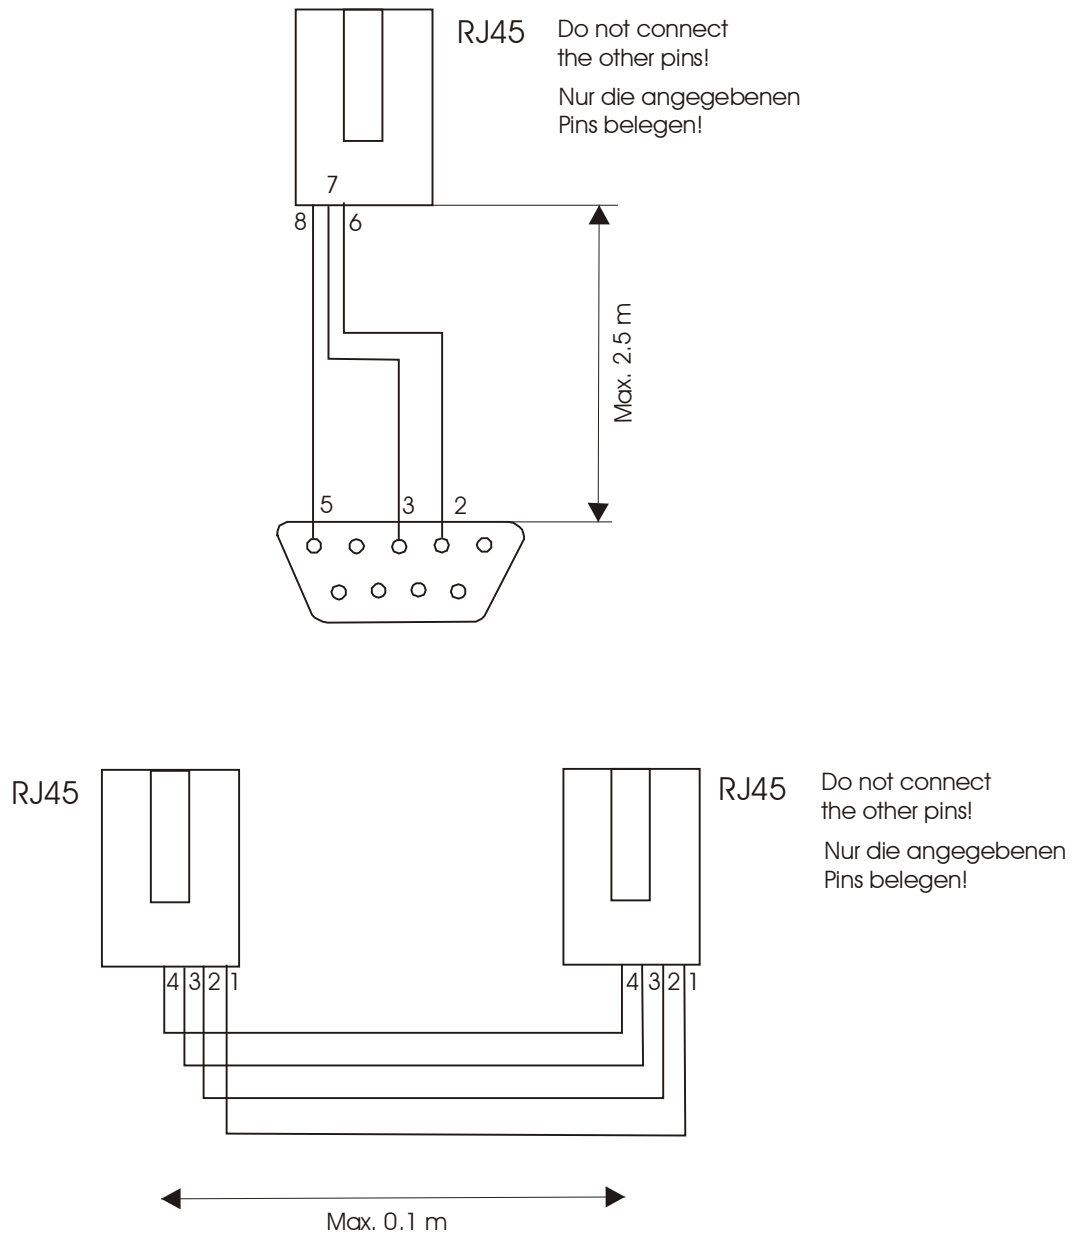 RJ45
Do not connect
the other pins!
Nur die angegebenen
Pins belegen!
7
8 6
Max. 2.5 m
5 3 2
RJ45
RJ45
Do not connect
the other pins!
Nur die angegebenen
Pins belegen!
4 3 2 1
4 3 2 1
Max. 0.1 m